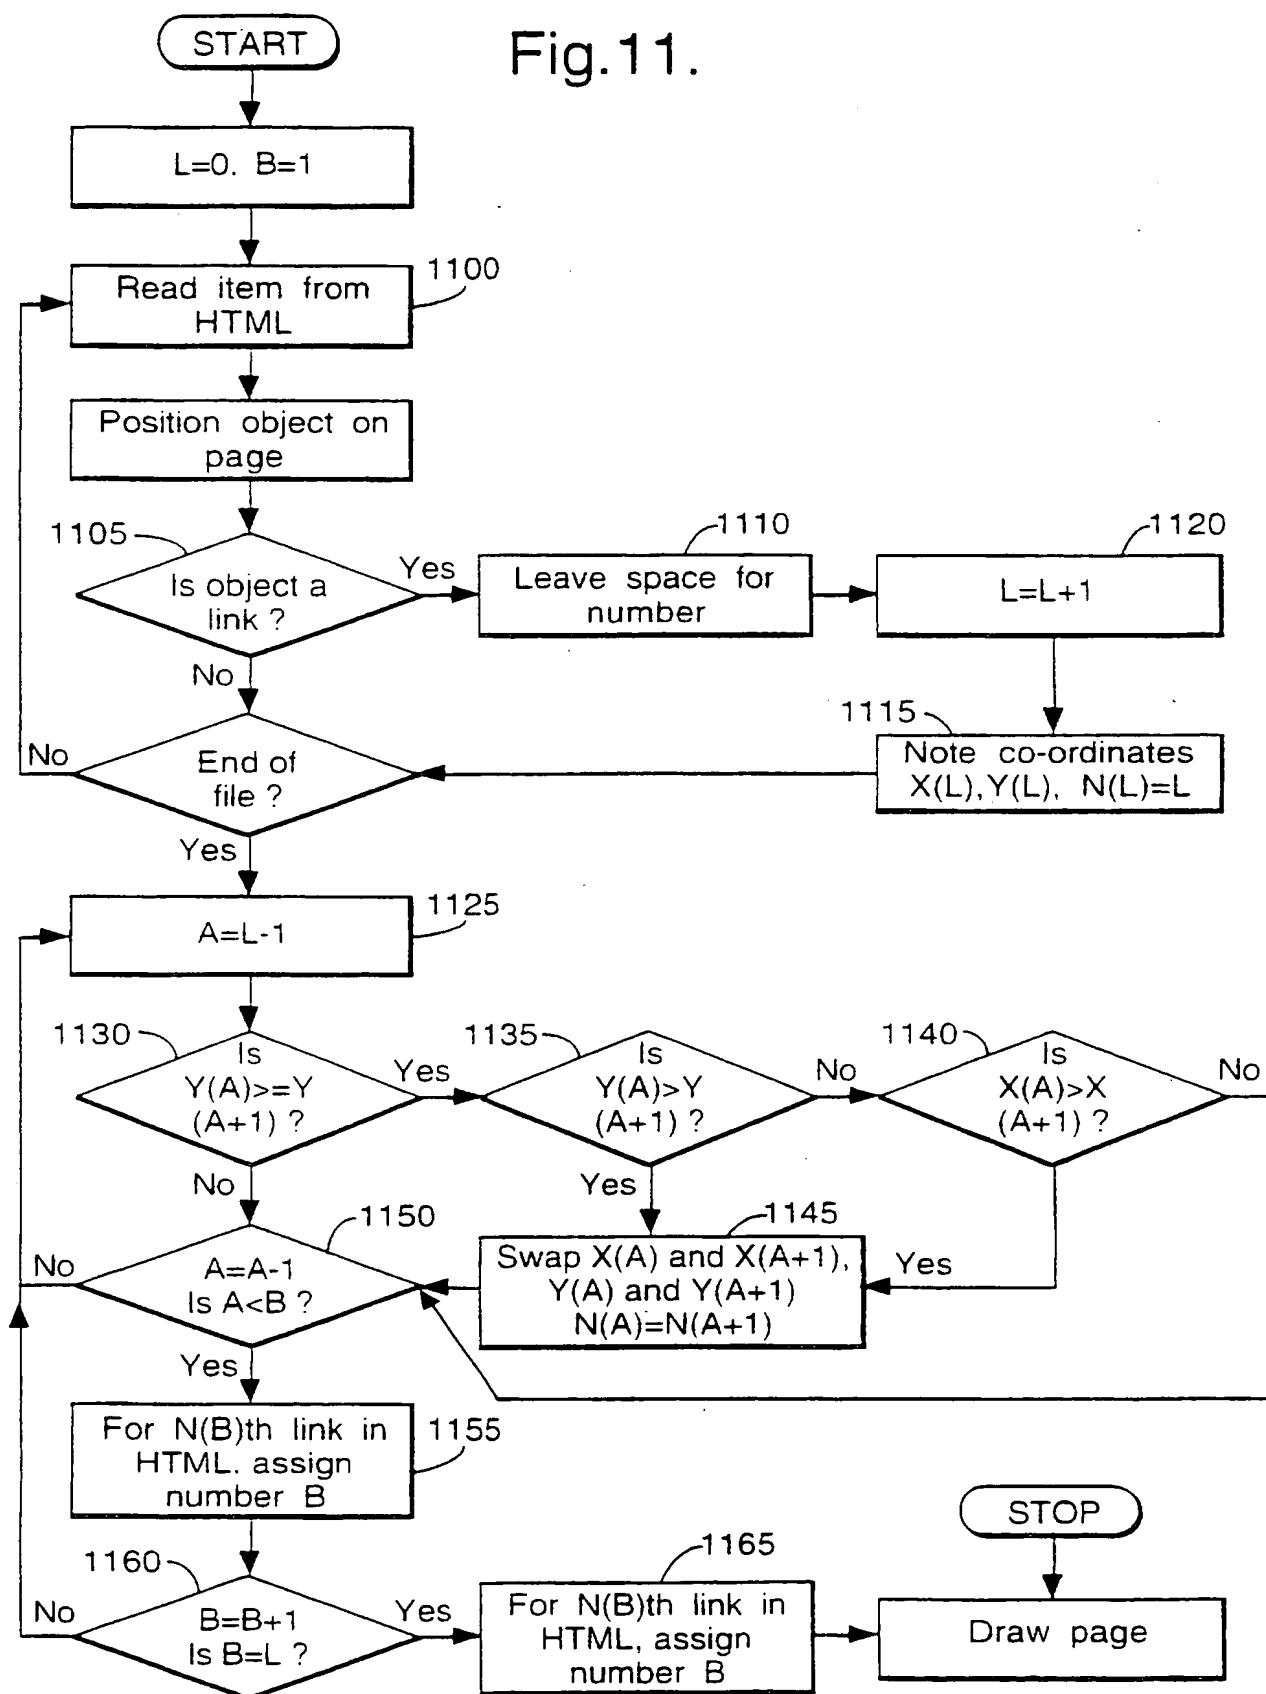 START
Fig.11.
L=0. B=1
1100
Read item from
HTML
Position object on
page
1105
Is object a
link ?
Yes
No
1110
Leave space for
number
1120
L=L+1
1115
Note co-ordinates
X(L),Y(L), N(L)=L
End of
file ?
No
Yes
1125
A=L-1
1130
Is
Y(A)>=Y
(A+1) ?
Yes
No
1135
Is
Y(A)>Y
(A+1) ?
No
Yes
1140
Is
X(A)>X
(A+1) ?
No
Yes
1145
Swap X(A) and X(A+1),
Y(A) and Y(A+1)
N(A)=N(A+1)
1150
A=A-1
Is A<B ?
No
Yes
1155
For N(B)th link in
HTML. assign
number B
1160
B=B+1
Is B=L ?
No
Yes
1165
For N(B)th link in
HTML, assign
number B
STOP
Draw page